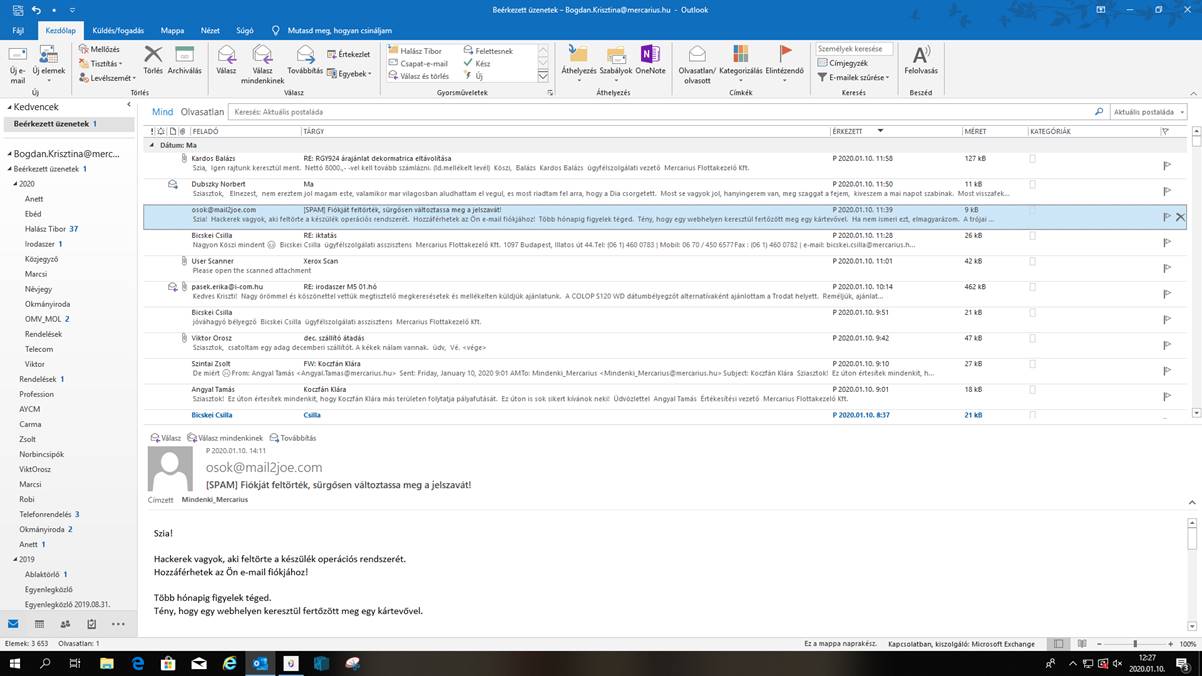 Beérkezett üzenetek – Bogdan.Krisztina@mercarius.hu - Outlook
Fájl Kezdőlap Küldés/fogadás Mappa Nézet Súgó Mutasd meg, hogyan csináljam
Új e-mail
Új elemek
Új
Mellőzés
Tisztítás
Levélszemét
Törlés
Archiválás
Törlés
Válasz
Válasz mindenkinek
Továbbítás
Értekezlet
Egyebek
Válasz
Halász Tibor
Csapat-e-mail
Válasz és törlés
Felettesnek
Kész
Új
Gyorsműveletek
Áthelyezés
Szabályok
OneNote
Áthelyezés
Olvasatlan/olvasott
Kategorizálás
Elintézendő
Címkék
Személyek keresése
Címjegyzék
E-mailek szűrése
Keresés
Felolvasás
Beszéd
Kedvencek
Beérkezett üzenetek 1
Bogdan.Krisztina@merc...
Beérkezett üzenetek 1
2020
Anett
Ebéd
Halász Tibor 37
Irodaszer 1
Közjegyző
Marcsi
Névjegy
Okmányiroda
OMV_MOL 2
Rendelések
Telecom
Viktor
Rendelések 1
Profession
AYCM
Carma
Zsolt
Norbincsipők
ViktOrosz
Marcsi
Robi
Telefonrendelés 3
Okmányiroda 2
Anett 1
2019
Ablaktörlő 1
Egyenlegközlő
Egyenlegközlő 2019.08.31.
Mind Olvasatlan Keresés: Aktuális postaláda Aktuális postaláda
FELADÓ TÁRGY ÉRKEZETT MÉRET KATEGÓRIÁK
Dátum: Ma
Kardos Balázs RE: RGY924 árajánlat dekormatrica eltávolítása P 2020.01.10. 11:58 127 kB
Szia, Igen rajtunk keresztül ment. Nettó 8000,.- -vel kell tovább számlázni. (ld.mellékelt levél) Köszi, Balázs Kardos Balázs ügyfélszolgálati vezető Mercarius Flottakezelő Kft.
Dubszky Norbert Ma P 2020.01.10. 11:50 11 kB
Sziasztok, Elnezest, nem ereztem jol magam este, valamikor mar vilagosban aludhattam el vegul, es most riadtam fel arra, hogy a Dia csorgetett. Most se vagyok jol, hanyingerem van, meg szaggat a fejem, kiveszem a mai napot szabinak. Most visszafek...
osok@mail2joe.com [SPAM] Fiókját feltörték, sürgősen változtassa meg a jelszavát! P 2020.01.10. 11:39 9 kB
Szia! Hackerek vagyok, aki feltörte a készülék operációs rendszerét. Hozzáférhetek az Ön e-mail fiókjához! Több hónapig figyelek téged. Tény, hogy egy webhelyen keresztül fertőzött meg egy kártevővel. Ha nem ismeri ezt, elmagyarázom. A trójai ...
Bicskei Csilla RE: iktatás P 2020.01.10. 11:28 26 kB
Nagyon Köszi mindent Bicskei Csilla ügyfélszolgálati asszisztens Mercarius Flottakezelő Kft. 1097 Budapest, Illatos út 44.Tel: (06 1) 460 0783 | Mobil: 06 70 / 450 6577 Fax : (06 1) 460 0782 | e-mail: bicskei.csilla@mercarius.h...
User Scanner Xerox Scan P 2020.01.10. 11:01 42 kB
Please open the scanned attachment
pasek.erika@i-com.hu RE: irodaszer M5 01.hó P 2020.01.10. 10:14 462 kB
Kedves Kriszti! Nagy örömmel és köszönettel vettük megtisztelő megkeresésetek és mellékelten küldjük ajánlatunk. A COLOP S120 WD dátumbélyegzőt alternatívaként ajánlottam a Trodat helyett. Reméljük, ajánlat...
Bicskei Csilla P 2020.01.10. 9:51 21 kB
jóváhagyó bélyegző Bicskei Csilla ügyfélszolgálati asszisztens Mercarius Flottakezelő Kft.
Viktor Orosz dec. szállító átadás P 2020.01.10. 9:42 47 kB
Sziasztok, csatoltam egy adag decemberi szállítót. A kékek nálam vannak. üdv, Vé. <vége>
Szintai Zsolt FW: Koczfán Klára P 2020.01.10. 9:10 27 kB
De miért From: Angyal Tamás <Angyal.Tamas@mercarius.hu> Sent: Friday, January 10, 2020 9:01 AMTo: Mindenki_Mercarius <Mindenki_Mercarius@mercarius.hu>Subject: Koczfán Klára Sziasztok! Ez úton értesítek mindenkit, h...
Angyal Tamás Koczfán Klára P 2020.01.10. 9:01 18 kB
Sziasztok! Ez úton értesítek mindenkit, hogy Koczfán Klára más területen folytatja pályafutását. Ez úton is sok sikert kívánok neki! Üdvözlettel Angyal Tamás Értékesítési vezető Mercarius Flottakezelő Kft.
Bicskei Csilla Csilla P 2020.01.10. 8:37 21 kB
Válasz Válasz mindenkinek Továbbítás
P 2020.01.10. 14:11
osok@mail2joe.com
[SPAM] Fiókját feltörték, sürgősen változtassa meg a jelszavát!
Címzett Mindenki_Mercarius
Szia!
Hackerek vagyok, aki feltörte a készülék operációs rendszerét.
Hozzáférhetek az Ön e-mail fiókjához!
Több hónapig figyelek téged.
Tény, hogy egy webhelyen keresztül fertőzött meg egy kártevővel.
Elemek: 3 653 Olvasatlan: 1 Ez a mappa naprakész. Kapcsolatban, kiszolgáló: Microsoft Exchange 100%
12:27
2020.01.10.
3